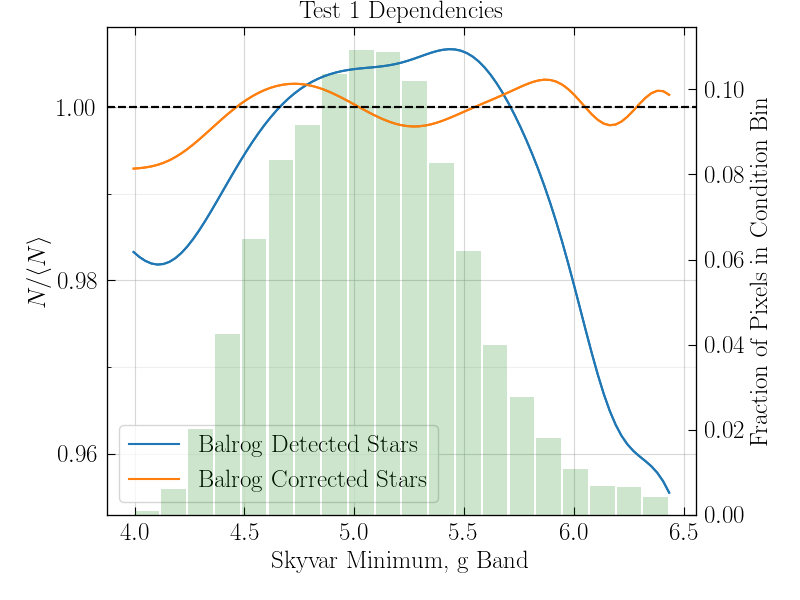 Test 1 Dependencies
1.00
0.98
0.96
N/⟨N⟩
0.10
0.08
0.06
0.04
0.02
0.00
Fraction of Pixels in Condition Bin
Balrog Detected Stars
Balrog Corrected Stars
4.0 4.5 5.0 5.5 6.0 6.5
Skyvar Minimum, g Band